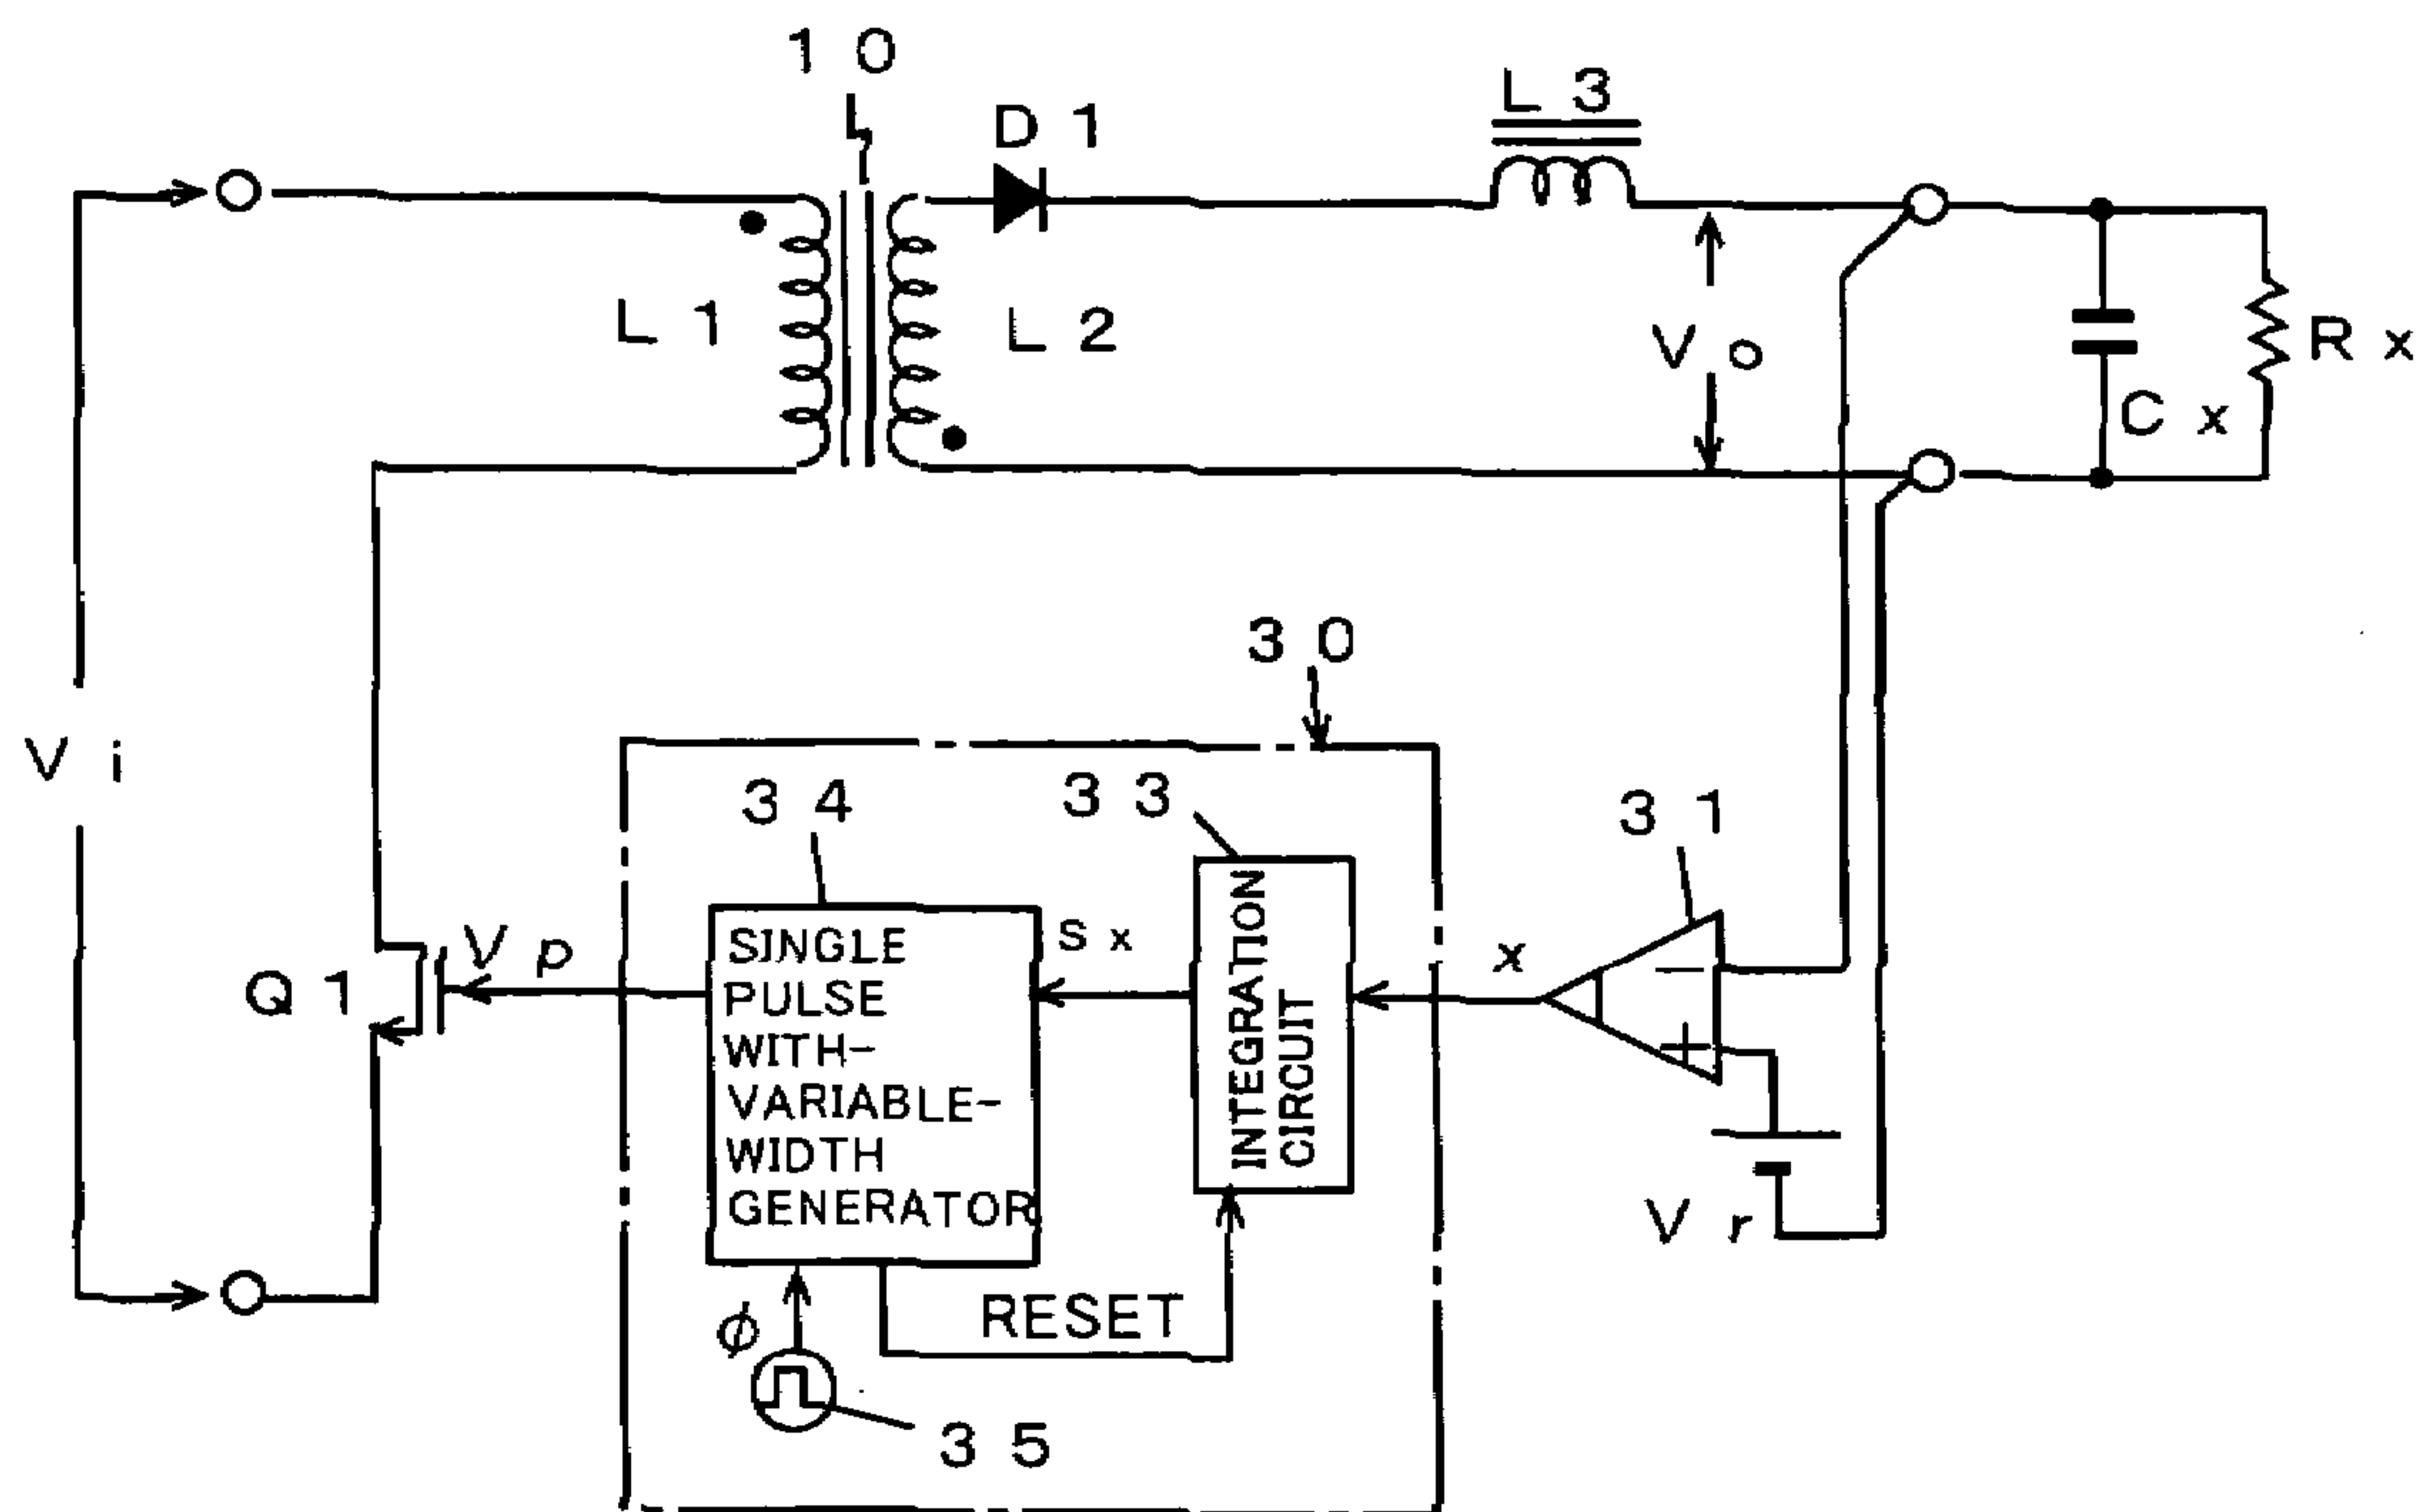 10
L3
D1
L1
L2
Vo
Rx
Cx
30
Vi
34
33
31
SINGLE
PULSE
WITH-
VARIABLE-
WIDTH
GENERATOR
Sx
INTEGRATION
CIRCUIT
x
Vp
Q1
Vr
RESET
ϕ
35